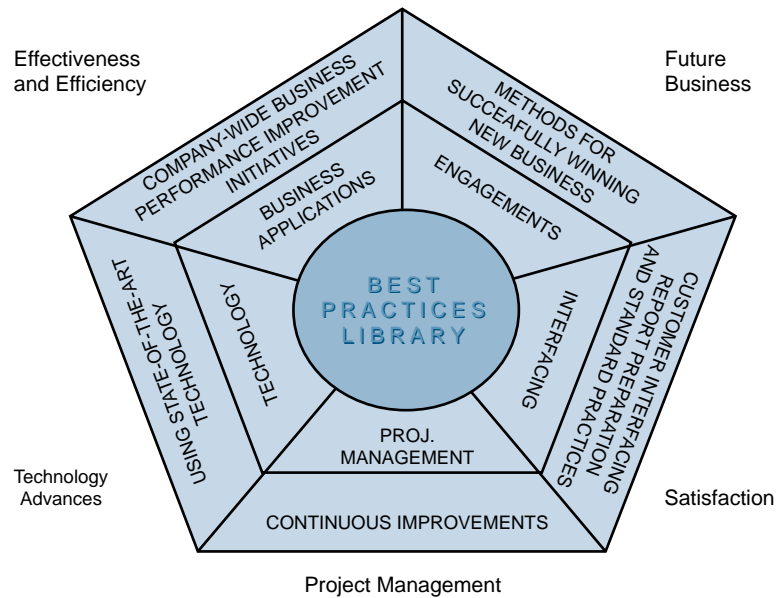 Effectiveness
and Efficiency
Future
Business
COMPANY-WIDE BUSINESS
PERFORMANCE IMPROVEMENT
INITIATIVES
METHODS FOR
SUCCEAFULLY WINNING
NEW BUSINESS
BUSINESS
APPLICATIONS
ENGAGEMENTS
BEST
PRACTICES
LIBRARY
USING STATE-OF-THE-ART
TECHNOLOGY
TECHNOLOGY
INTERFACING
CUSTOMER INTERFACING
REPORT PREPARATION
AND STANDARD PRACTICES
PROJ.
MANAGEMENT
CONTINUOUS IMPROVEMENTS
Technology
Advances
Satisfaction
Project Management